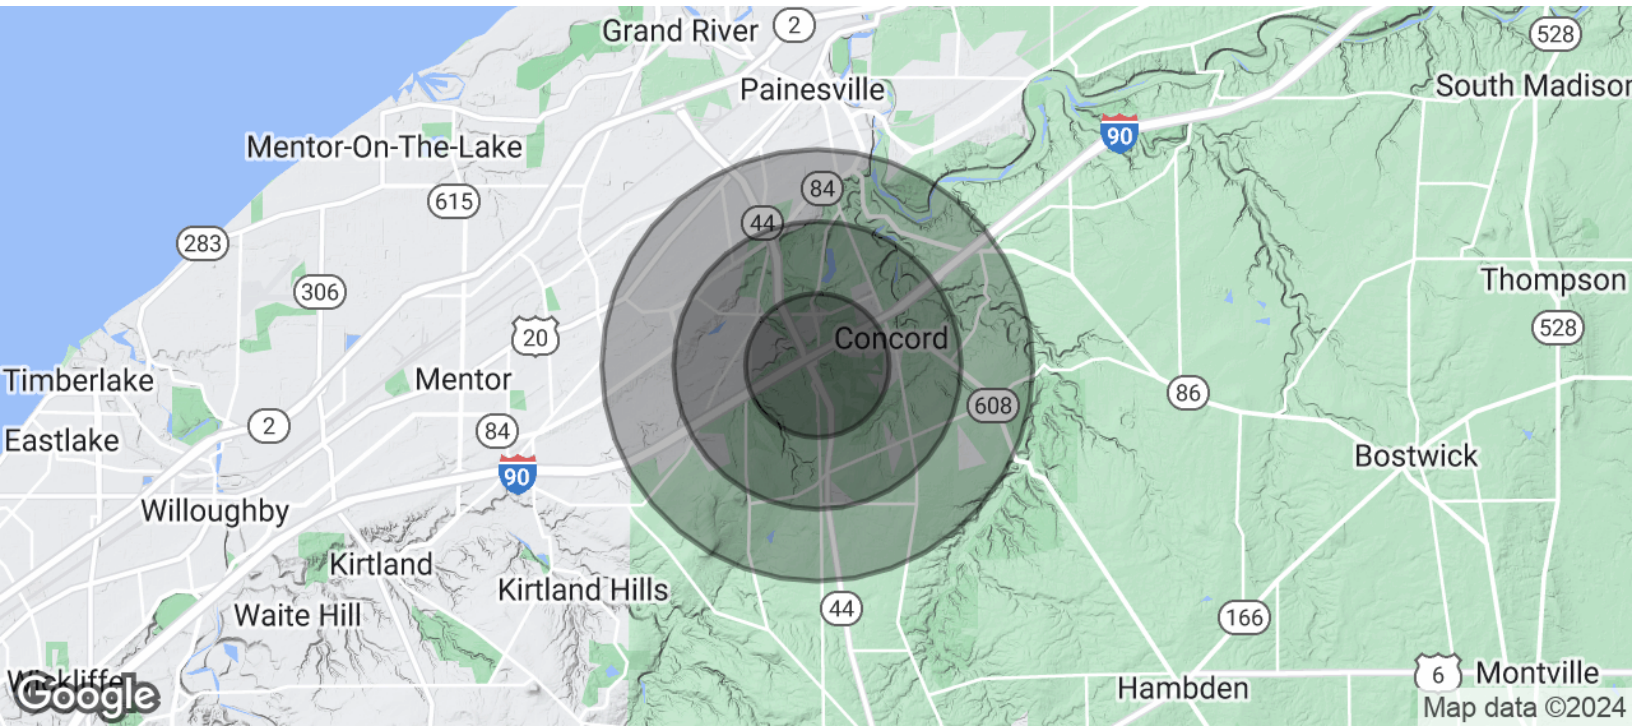 Grand River
2
528
Painesville
South Madison
90
Mentor-On-The-Lake
84
615
44
283
Thompson
306
20
528
Concord
Timberlake
Mentor
86
608
2
84
Eastlake
Bostwick
90
Willoughby
Kirtland
Kirtland Hills
44
Waite Hill
166
6
Montville
Wickliffe
Hambden
Google
Map data ©2024